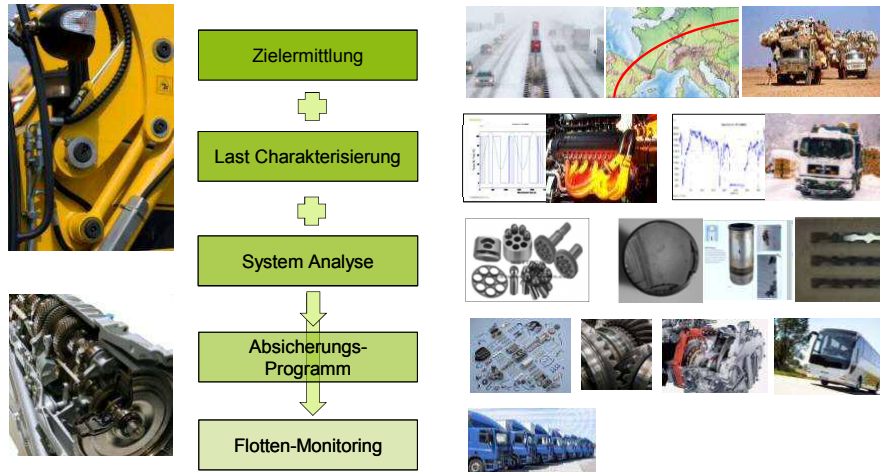 Zielermittlung
Last Charakterisierung
System Analyse
Absicherungs-
Programm
Flotten-Monitoring